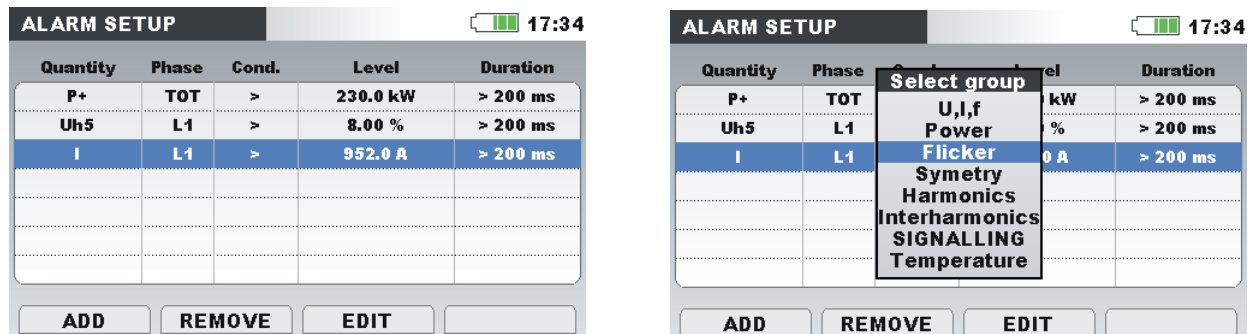 ALARM SETUP 17:34
Quantity Phase Cond. Level Duration
P+ TOT > 230.0 kW > 200 ms
Uh5 L1 > 8.00 % > 200 ms
I L1 > 952.0 A > 200 ms
ADD REMOVE EDIT
ALARM SETUP 17:34
Quantity Phase Duration
Select group
P+ TOT kW > 200 ms
U,I,f
Uh5 L1 % > 200 ms
Power
I L1 Flicker 0 A > 200 ms
Symetry
Harmonics
Interharmonics
SIGNALLING
Temperature
ADD REMOVE EDIT